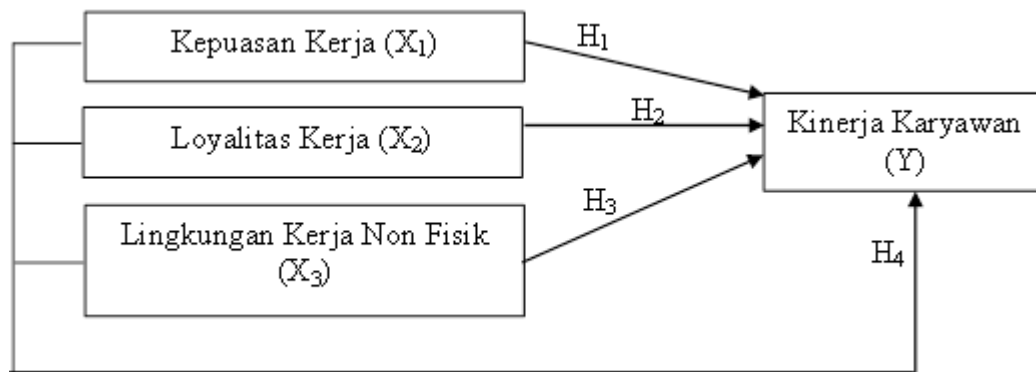 Kepuasan Kerja (X₁)
H₁
Loyalitas Kerja (X₂)
H₂
Kinerja Karyawan
(Y)
Lingkungan Kerja Non Fisik
(X₃)
H₃
H₄